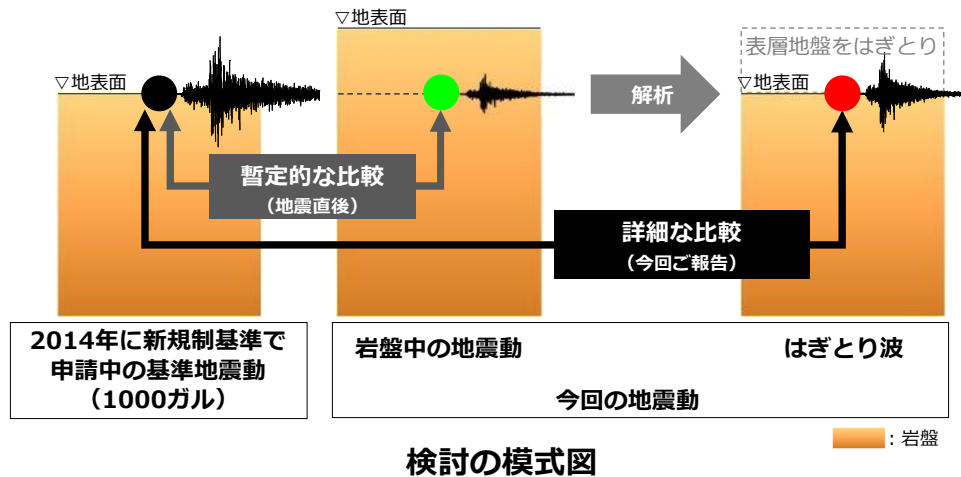 ▽地表面
▽地表面
表層地盤をはぎとり
▽地表面
解析
暫定的な比較
(地震直後)
詳細な比較
(今回ご報告)
2014年に新規制基準で
申請中の基準地震動
(1000ガル)
岩盤中の地震動
はぎとり波
今回の地震動
:岩盤
検討の模式図